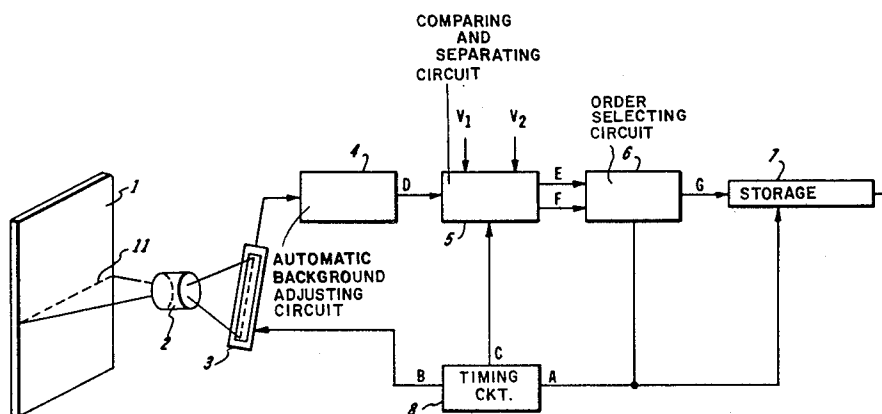 COMPARING
AND
SEPARATING
CIRCUIT
V1 V2
ORDER
SELECTING
CIRCUIT
4
6
7
1
D
E
F
G
STORAGE
11
5
AUTOMATIC
BACKGROUND
ADJUSTING
CIRCUIT
2
3
C
B
TIMING
CKT.
A
8